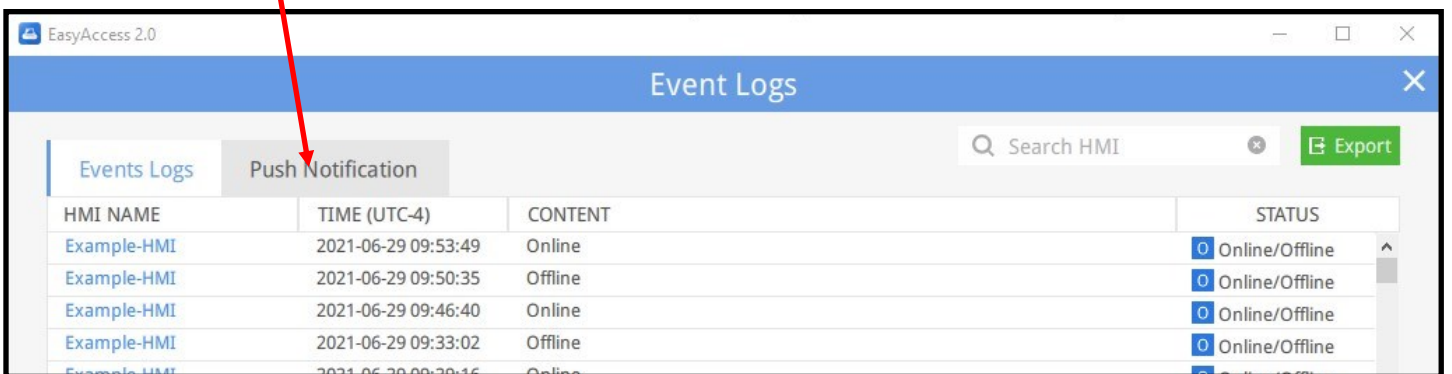 EasyAccess 2.0
Event Logs
Search HMI
Export
Events Logs
Push Notification
HMI NAME TIME (UTC-4) CONTENT STATUS
Example-HMI 2021-06-29 09:53:49 Online O Online/Offline
Example-HMI 2021-06-29 09:50:35 Offline O Online/Offline
Example-HMI 2021-06-29 09:46:40 Online O Online/Offline
Example-HMI 2021-06-29 09:33:02 Offline O Online/Offline